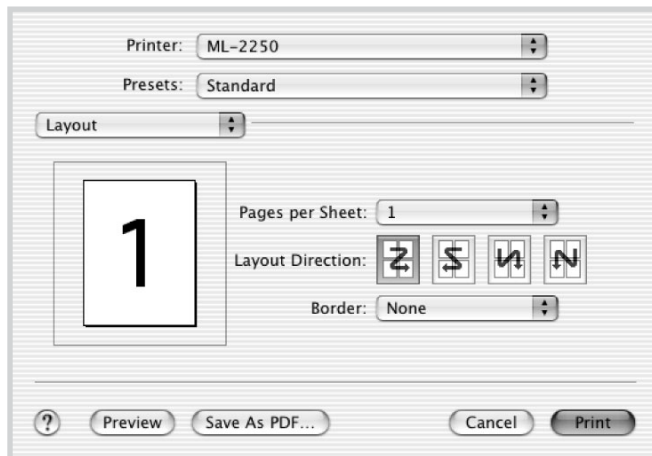 Printer: ML-2250
Presets: Standard
Layout
1
Pages per Sheet: 1
Layout Direction:
Border: None
? Preview Save As PDF... Cancel Print